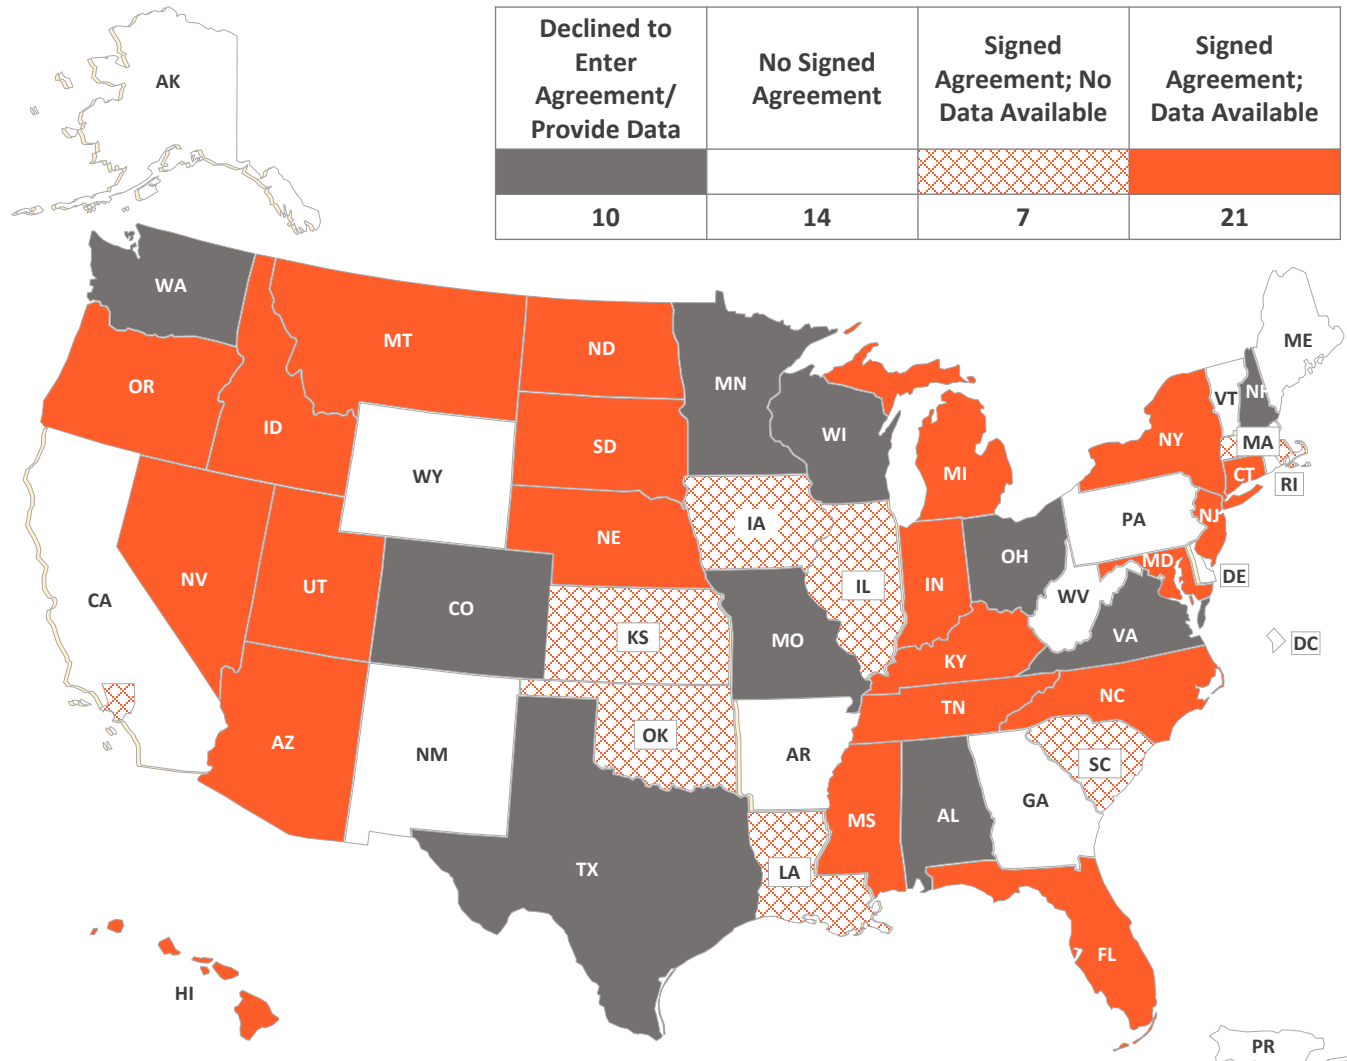 Declined to
Enter
Agreement/
Provide Data
No Signed
Agreement
Signed
Agreement; No
Data Available
Signed
Agreement;
Data Available
10
14
7
21
AK
WA
MT
ND
MN
ME
OR
ID
SD
WI
MI
NY
VT
NH
MA
CT
RI
WY
IA
NE
PA
NJ
NV
UT
CO
CA
KS
IL
IN
OH
WV
MD
DE
VA
DC
MO
KY
NC
TN
AZ
NM
OK
AR
SC
GA
AL
MS
LA
TX
FL
HI
PR